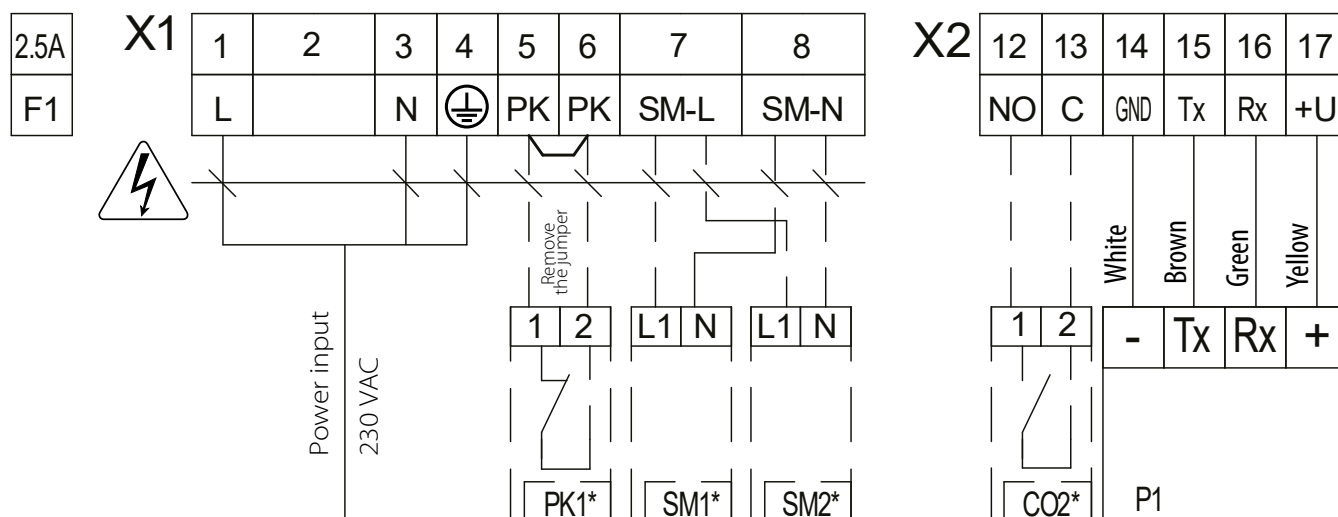 2.5A X1 1 2 3 4 5 6 7 8 X2 12 13 14 15 16 17
F1 L N PK PK SM-L SM-N NO C GND Tx Rx +U
Remove
the jumper
White Brown Green Yellow
1 2 L1 N L1 N 1 2 - Tx Rx +
Power input
230 VAC
PK1* SM1* SM2* CO2* P1